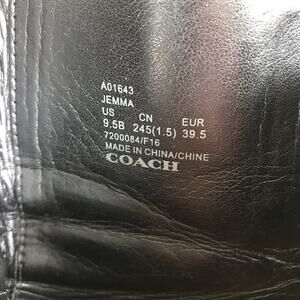 A01643
JEMMA
US CN EUR
9.5B 245(1.5) 39.5
7200084/F16
MADE IN CHINA/CHINE
COACH